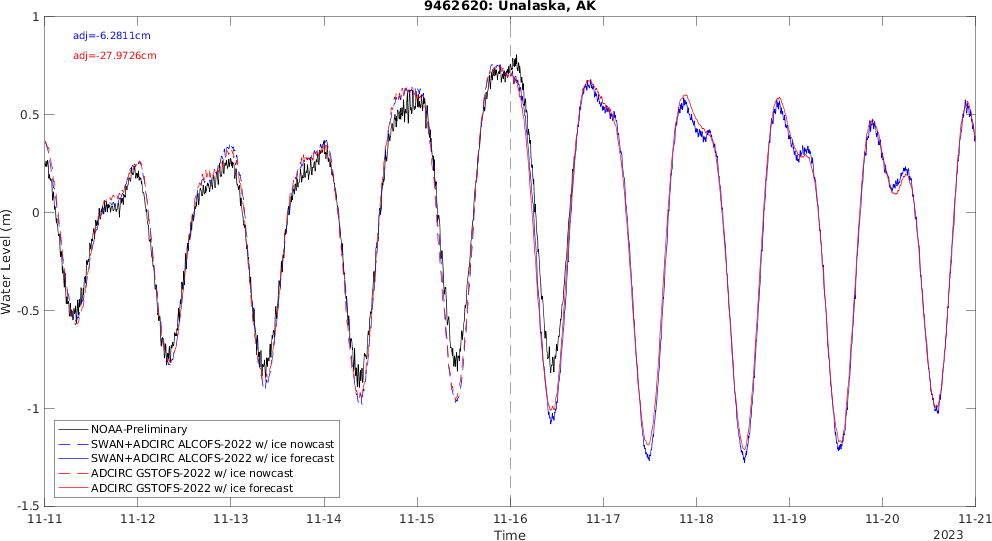 9462620: Unalaska, AK
adj=-6.2811cm
adj=-27.9726cm
1
0.5
0
-0.5
-1
-1.5
Water Level (m)
NOAA-Preliminary
SWAN+ADCIRC ALCOFS-2022 w/ ice nowcast
SWAN+ADCIRC ALCOFS-2022 w/ ice forecast
ADCIRC GSTOFS-2022 w/ ice nowcast
ADCIRC GSTOFS-2022 w/ ice forecast
11-11 11-12 11-13 11-14 11-15 11-16 11-17 11-18 11-19 11-20 11-21
Time
2023